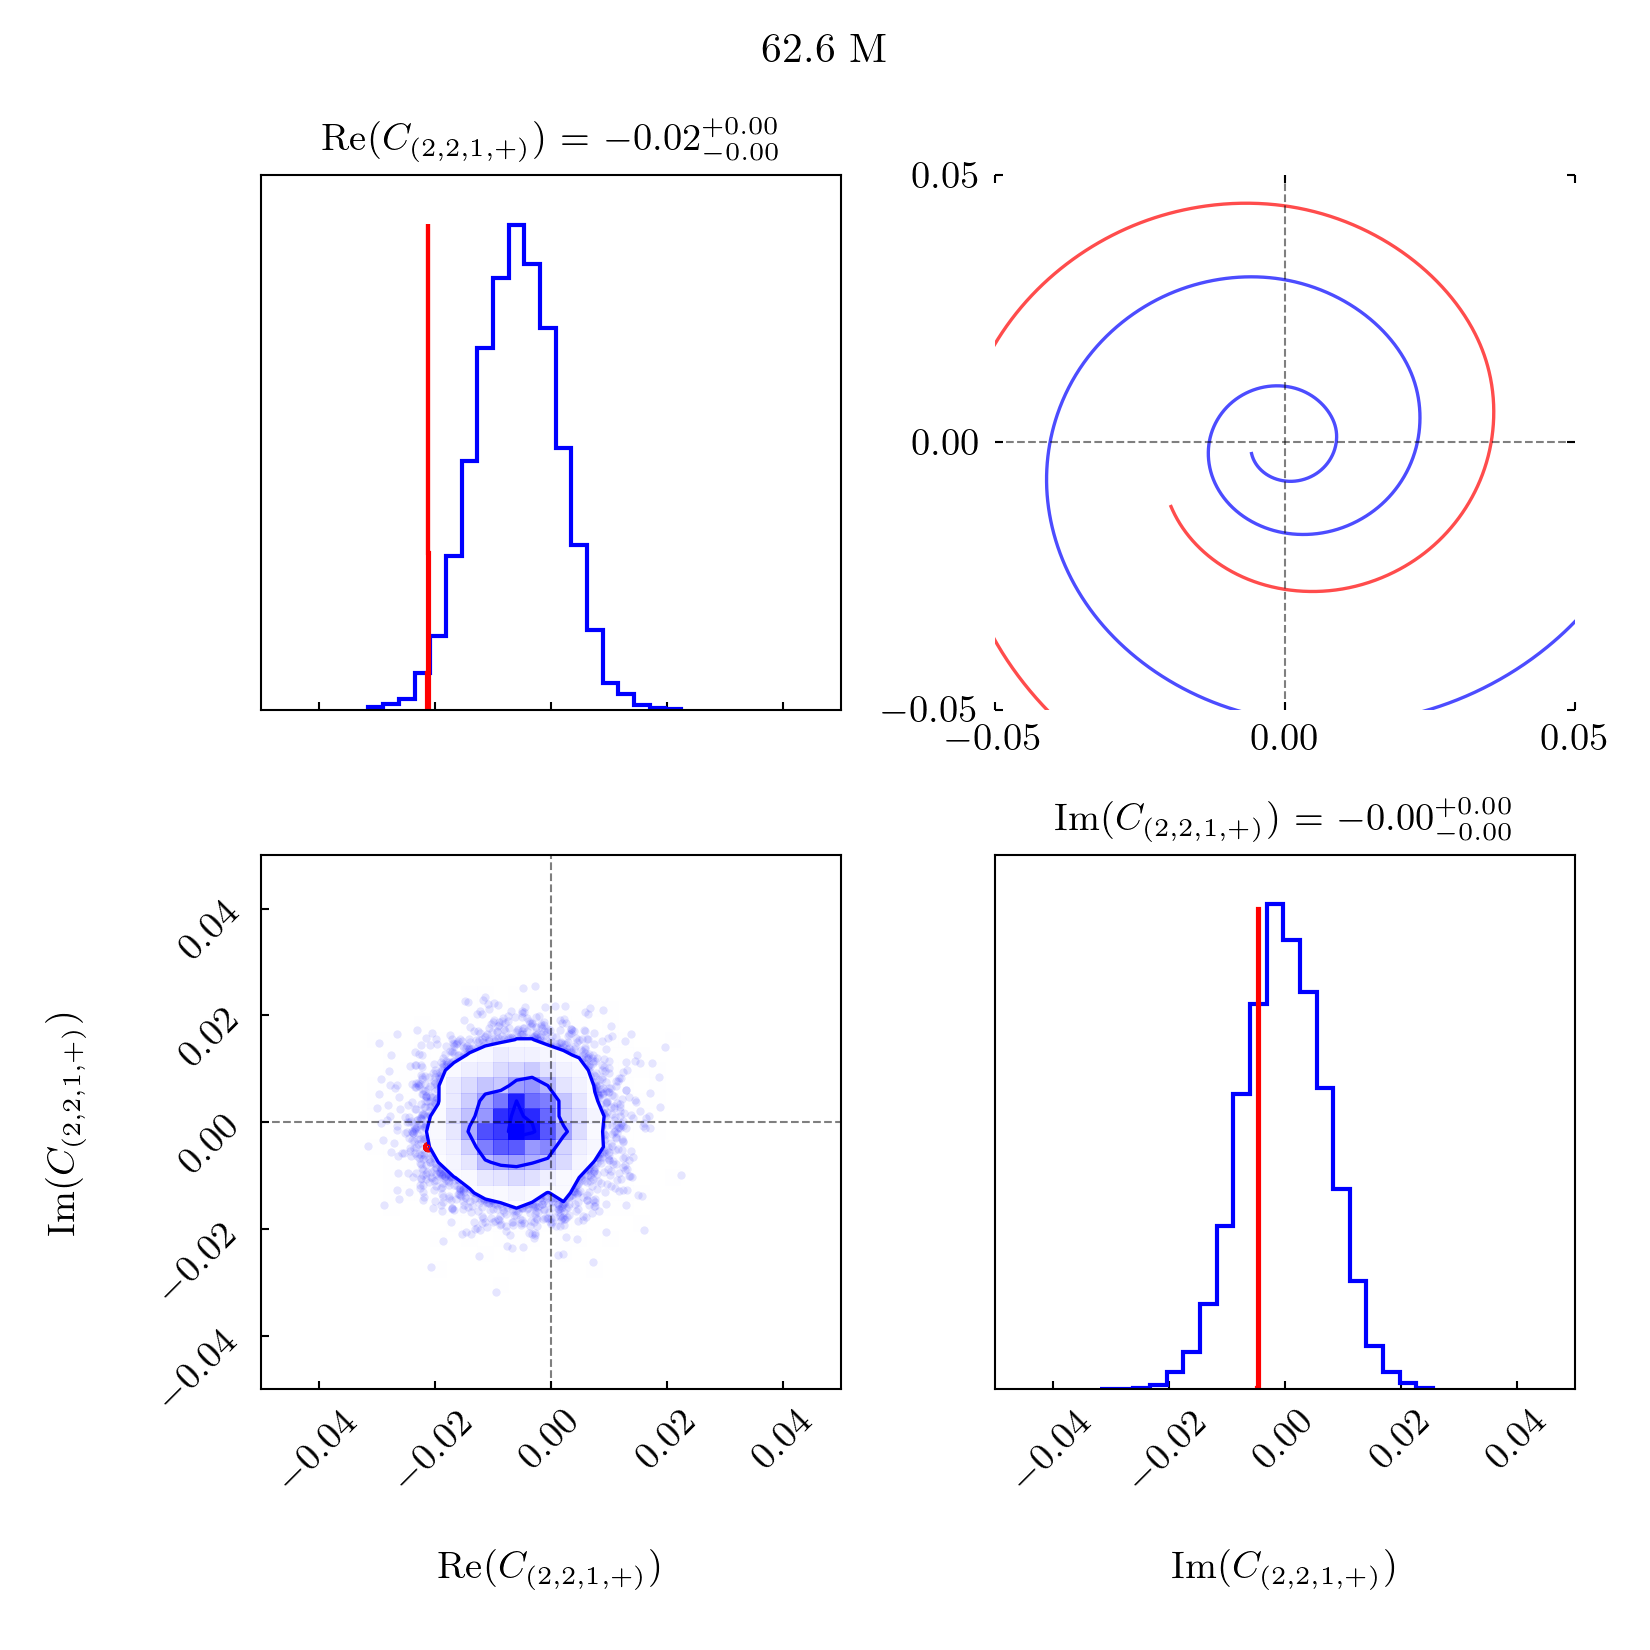 62.6 M
Re(C_{(2,2,1,+)}) = −0.02^{+0.00}_{−0.00}
0.05
0.00
−0.05
−0.05 0.00 0.05
Im(C_{(2,2,1,+)}) = −0.00^{+0.00}_{−0.00}
Im(C_{(2,2,1,+)})
0.04
0.02
0.00
−0.02
−0.04
−0.04 −0.02 0.00 0.02 0.04
−0.04 −0.02 0.00 0.02 0.04
Re(C_{(2,2,1,+)})
Im(C_{(2,2,1,+)})